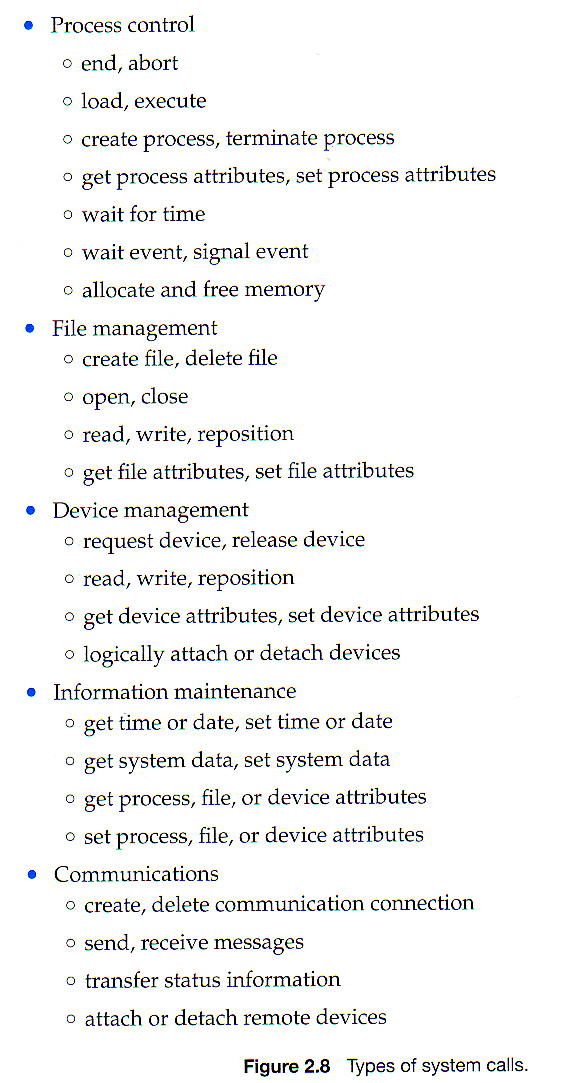 • Process control
○ end, abort
○ load, execute
○ create process, terminate process
○ get process attributes, set process attributes
○ wait for time
○ wait event, signal event
○ allocate and free memory
• File management
○ create file, delete file
○ open, close
○ read, write, reposition
○ get file attributes, set file attributes
• Device management
○ request device, release device
○ read, write, reposition
○ get device attributes, set device attributes
○ logically attach or detach devices
• Information maintenance
○ get time or date, set time or date
○ get system data, set system data
○ get process, file, or device attributes
○ set process, file, or device attributes
• Communications
○ create, delete communication connection
○ send, receive messages
○ transfer status information
○ attach or detach remote devices
Figure 2.8 Types of system calls.